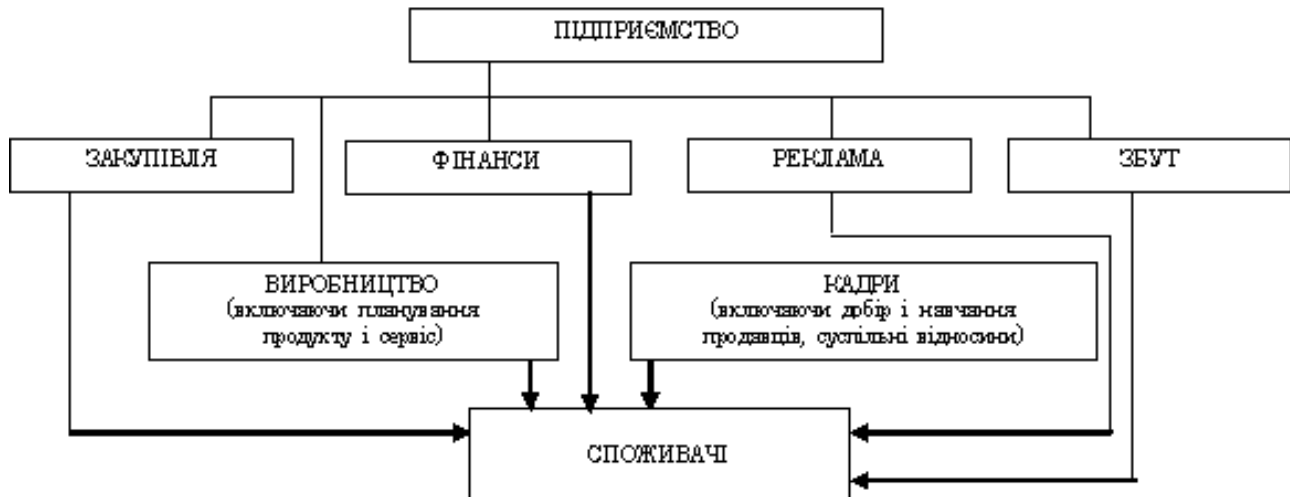 ПІДПРИЄМСТВО
ЗАКУПІВЛЯ
ФІНАНСИ
РЕКЛАМА
ЗБУТ
ВИРОБНИЦТВО
(включаючи планування
продукту і сервіс)
КАДРИ
(включаючи добір і навчання
продавців, суспільні відносини)
СПОЖИВАЧІ